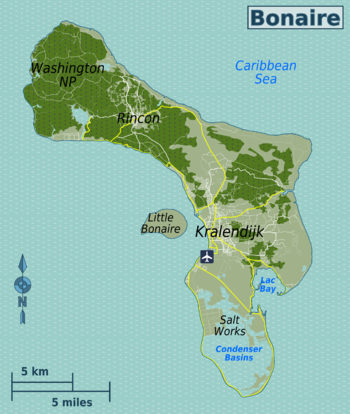 Bonaire
Caribbean
Sea
Washington
NP
Rincon
Little
Bonaire
Kralendijk
Lac
Bay
Salt
Works
Condenser
Basins
N
5 km
5 miles